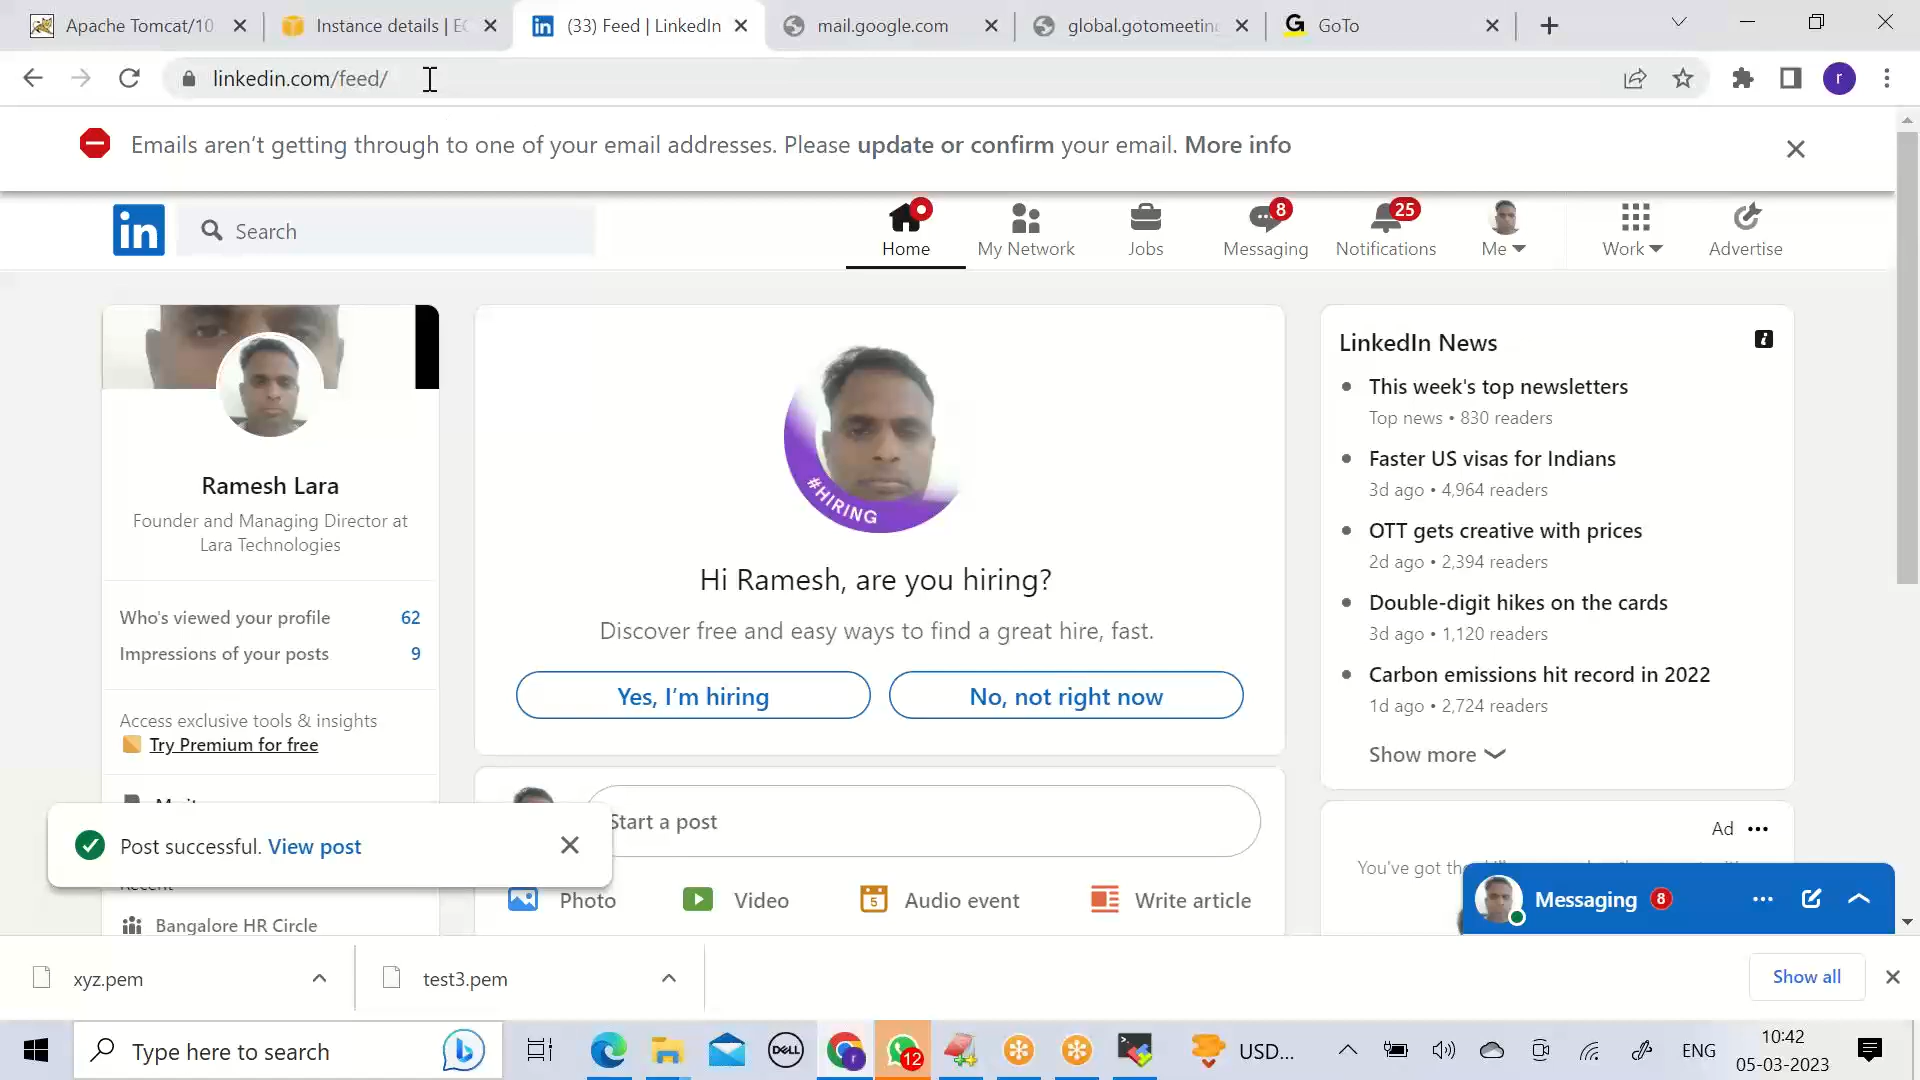 Apache Tomcat/10
Instance details | EC
(33) Feed | LinkedIn
mail.google.com
global.gotomeeting
GoTo
linkedin.com/feed/
r
Emails aren't getting through to one of your email addresses. Please update or confirm your email. More info
in
Search
Home
My Network
Jobs
8
Messaging
25
Notifications
Me
Work
Advertise
Ramesh Lara
Founder and Managing Director at
Lara Technologies
Who's viewed your profile 62
Impressions of your posts 9
Access exclusive tools & insights
Try Premium for free
#HIRING
Hi Ramesh, are you hiring?
Discover free and easy ways to find a great hire, fast.
Yes, I'm hiring
No, not right now
Start a post
Photo
Video
Audio event
Write article
LinkedIn News
This week's top newsletters
Top news • 830 readers
Faster US visas for Indians
3d ago • 4,964 readers
OTT gets creative with prices
2d ago • 2,394 readers
Double-digit hikes on the cards
3d ago • 1,120 readers
Carbon emissions hit record in 2022
1d ago • 2,724 readers
Show more
Ad
You've got the
Post successful. View post
Recent
Bangalore HR Circle
Messaging 8
xyz.pem
test3.pem
Show all
Type here to search
DELL
r
12
USD...
ENG
10:42
05-03-2023